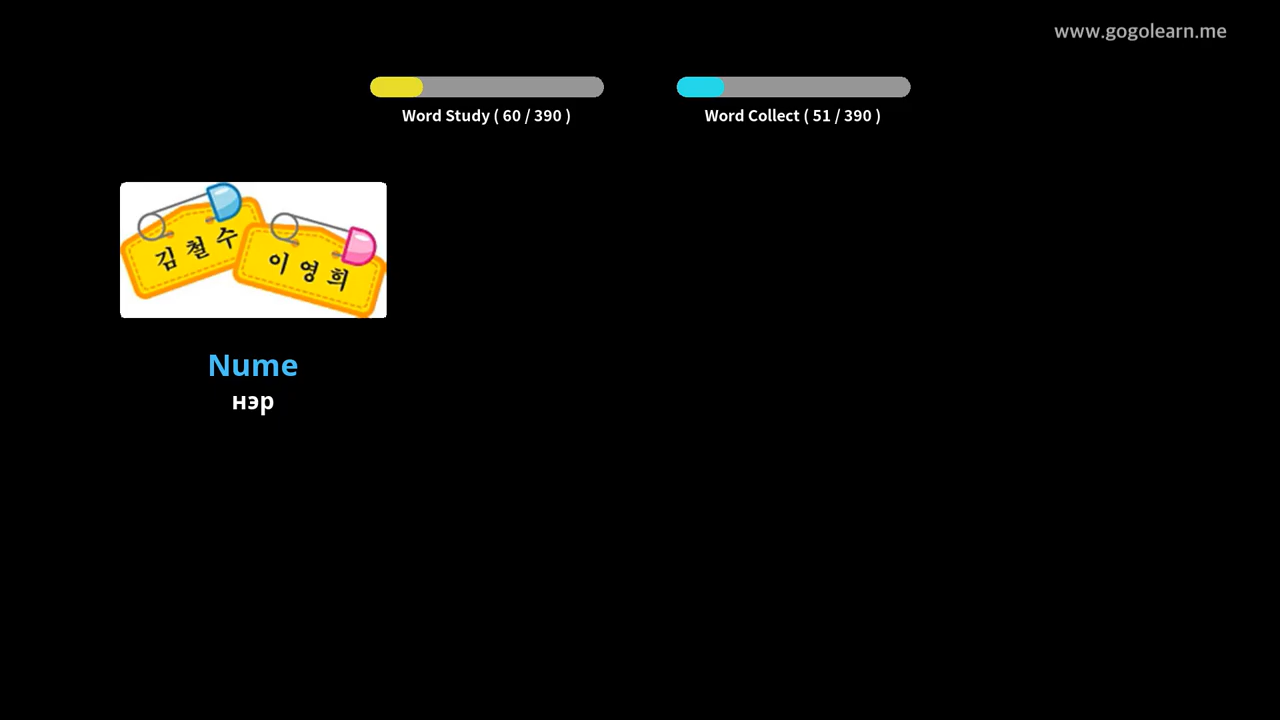 www.gogolearn.me
Word Study ( 60 / 390 )
Word Collect ( 51 / 390 )
김철수
이영희
Nume
нэр